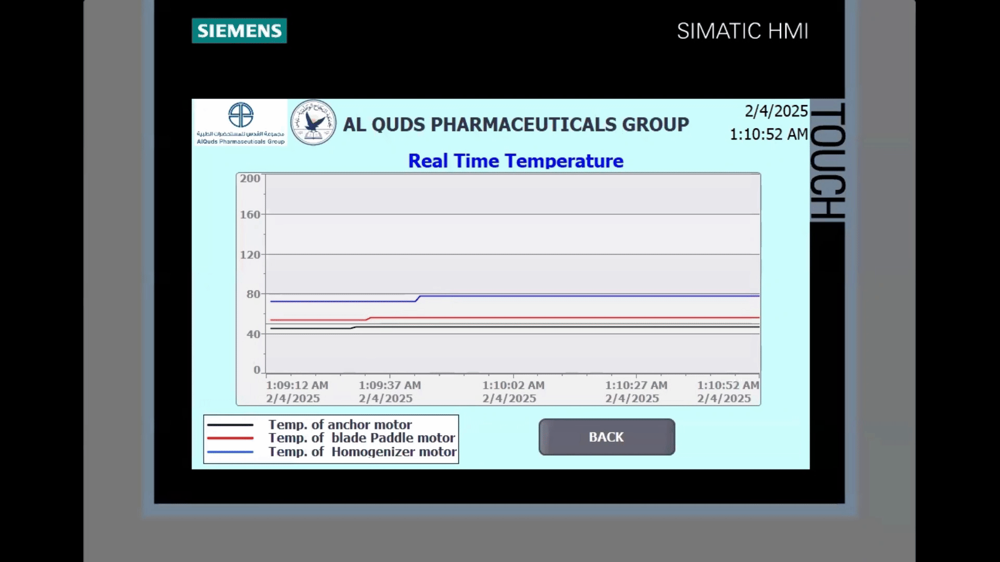 SIEMENS
SIMATIC HMI
TOUCH
مجموعة القدس للمستحضرات الطبية
AlQuds Pharmaseuticals Group
AL QUDS PHARMACEUTICALS GROUP
2/4/2025
1:10:52 AM
Real Time Temperature
200
160
120
80
40
0
1:09:12 AM 1:09:37 AM 1:10:02 AM 1:10:27 AM 1:10:52 AM
2/4/2025 2/4/2025 2/4/2025 2/4/2025 2/4/2025
Temp. of anchor motor
Temp. of blade Paddle motor
Temp. of Homogenizer motor
BACK